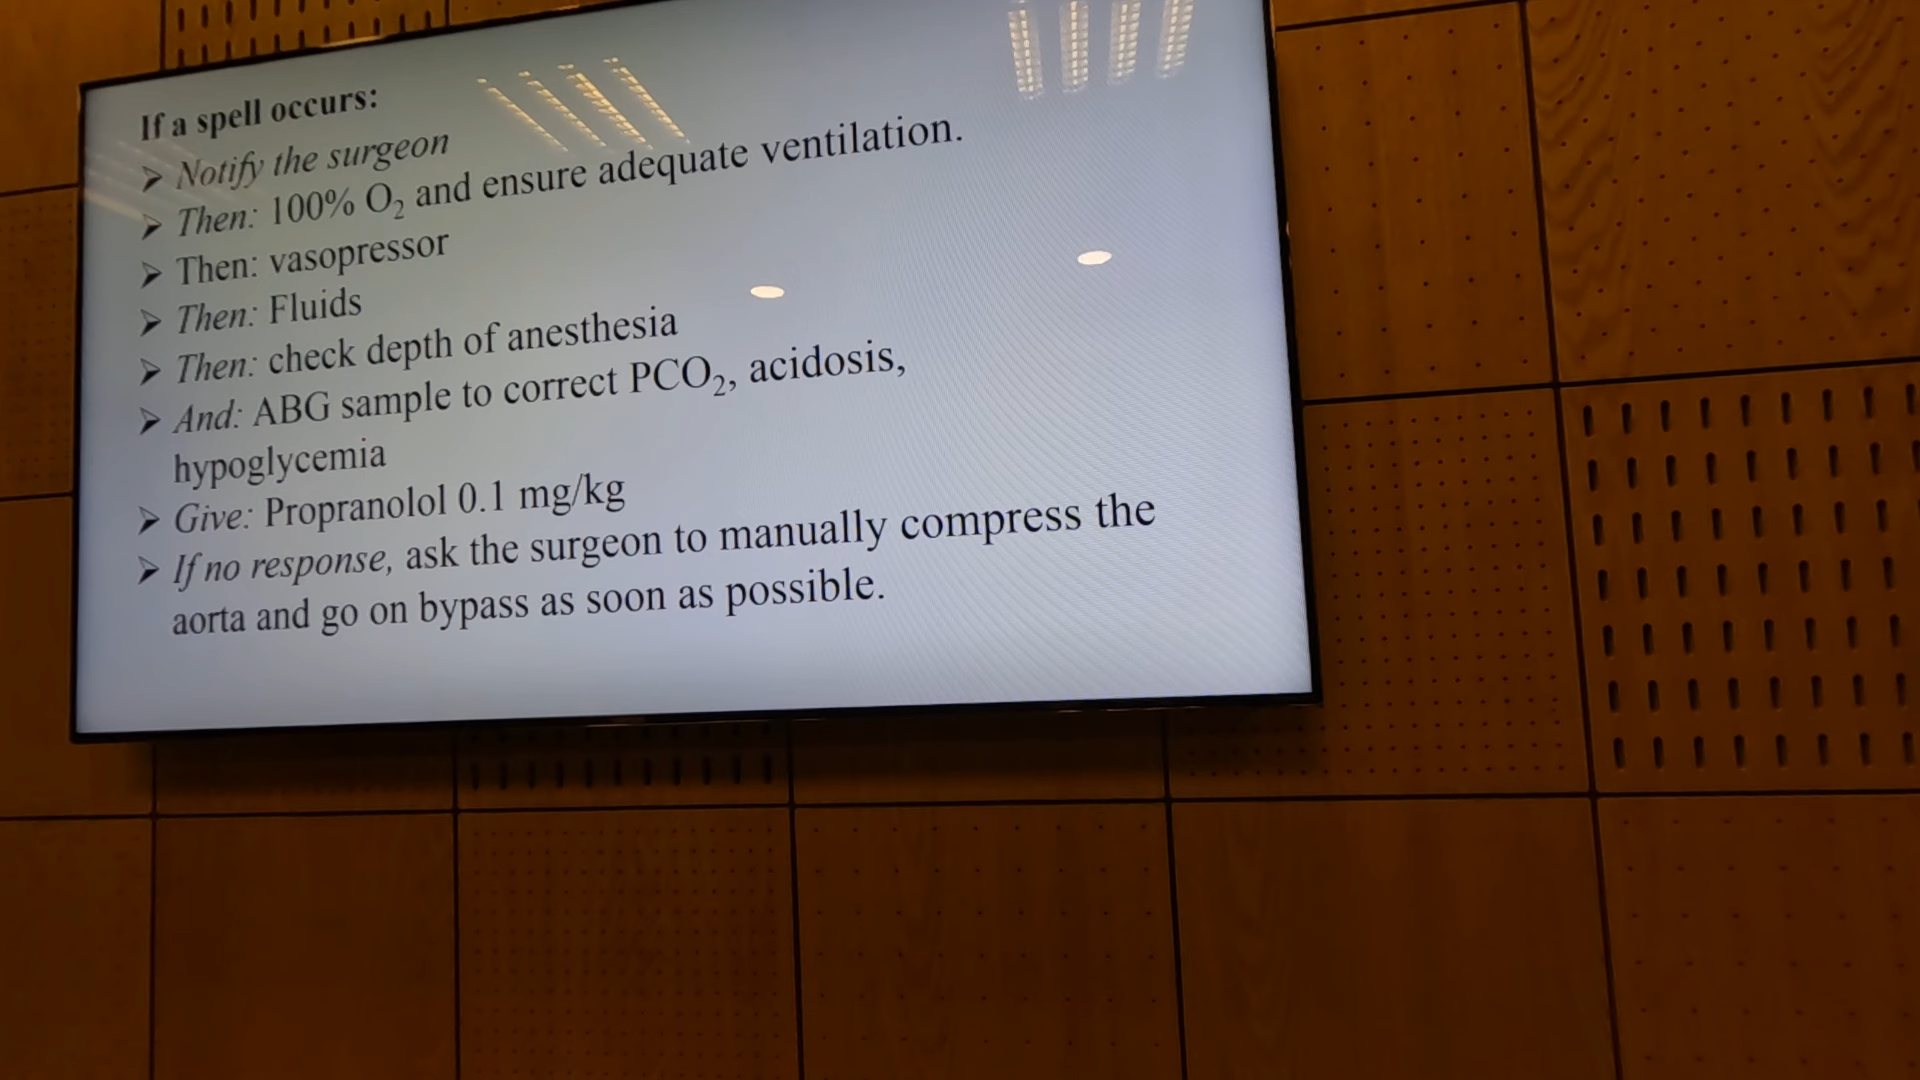 If a spell occurs:
➢ Notify the surgeon
➢ Then: 100% O₂ and ensure adequate ventilation.
➢ Then: vasopressor
➢ Then: Fluids
➢ Then: check depth of anesthesia
➢ And: ABG sample to correct PCO₂, acidosis,
hypoglycemia
➢ Give: Propranolol 0.1 mg/kg
➢ If no response, ask the surgeon to manually compress the
aorta and go on bypass as soon as possible.